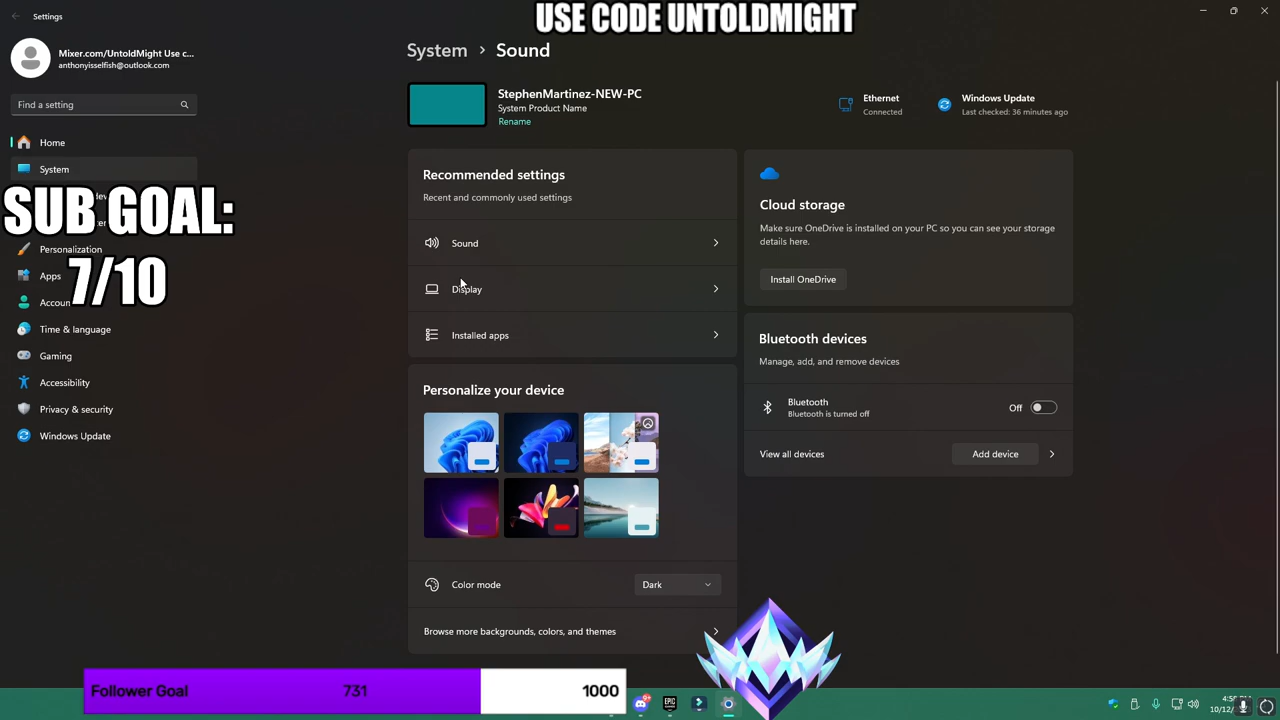 Settings
USE CODE UNTOLDMIGHT
Mixer.com/UntoldMight Use c...
anthonyisselfish@outlook.com
System > Sound
StephenMartinez-NEW-PC
System Product Name
Rename
Ethernet
Connected
Windows Update
Last checked: 36 minutes ago
Find a setting
Home
System
SUB GOAL:
7/10
Personalization
Apps
Accou
Time & language
Gaming
Accessibility
Privacy & security
Windows Update
Recommended settings
Recent and commonly used settings
Sound
Display
Installed apps
Personalize your device
Color mode
Dark
Browse more backgrounds, colors, and themes
Cloud storage
Make sure OneDrive is installed on your PC so you can see your storage
details here.
Install OneDrive
Bluetooth devices
Manage, add, and remove devices
Bluetooth
Bluetooth is turned off
Off
View all devices
Add device
Follower Goal 731 1000
EPIC
10/12/